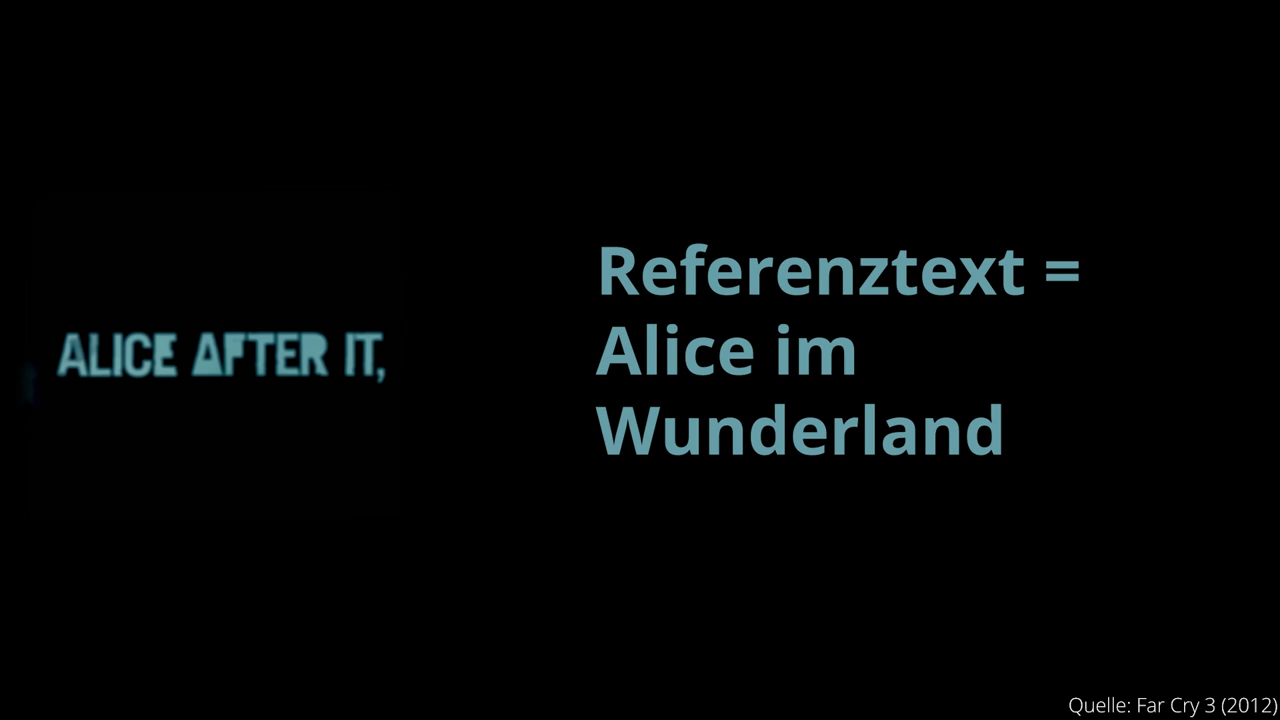 ALICE AFTER IT,
Referenztext =
Alice im
Wunderland
Quelle: Far Cry 3 (2012)